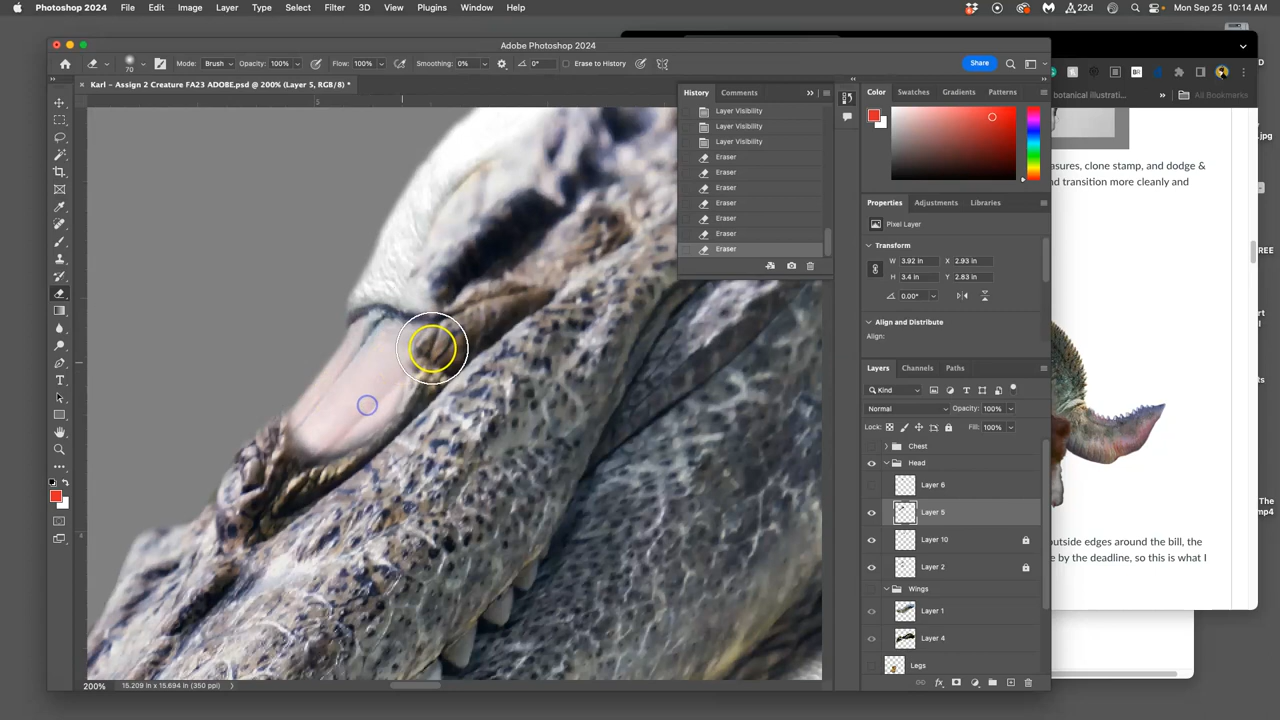 Photoshop 2024 File Edit Image Layer Type Select Filter 3D View Plugins Window Help 22d Mon Sep 25 10:14 AM
Adobe Photoshop 2024
70 Mode: Brush Opacity: 100% Flow: 100% Smoothing: 0% 0° Erase to History Share
× Karl – Assign 2 Creature FA23 ADOBE.psd @ 200% (Layer 5, RGB/8) *
5
History Comments
Layer Visibility
Layer Visibility
Layer Visibility
Eraser
Eraser
Eraser
Eraser
Eraser
Eraser
Eraser
Color Swatches Gradients Patterns
Properties Adjustments Libraries
Pixel Layer
Transform
W 3.92 in X 2.93 in
H 3.4 in Y 2.83 in
0.00°
Align and Distribute
Align:
Layers Channels Paths
Kind
Normal Opacity: 100%
Lock: Fill: 100%
Chest
Head
Layer 6
Layer 5
Layer 10
Layer 2
Wings
Layer 1
Layer 4
Legs
200% 15.209 in x 15.694 in (350 ppi)
botanical illustrati... All Bookmarks
.jpg
asures, clone stamp, and dodge &
nd transition more cleanly and
REE
The
mp4
outside edges around the bill, the
e by the deadline, so this is what I